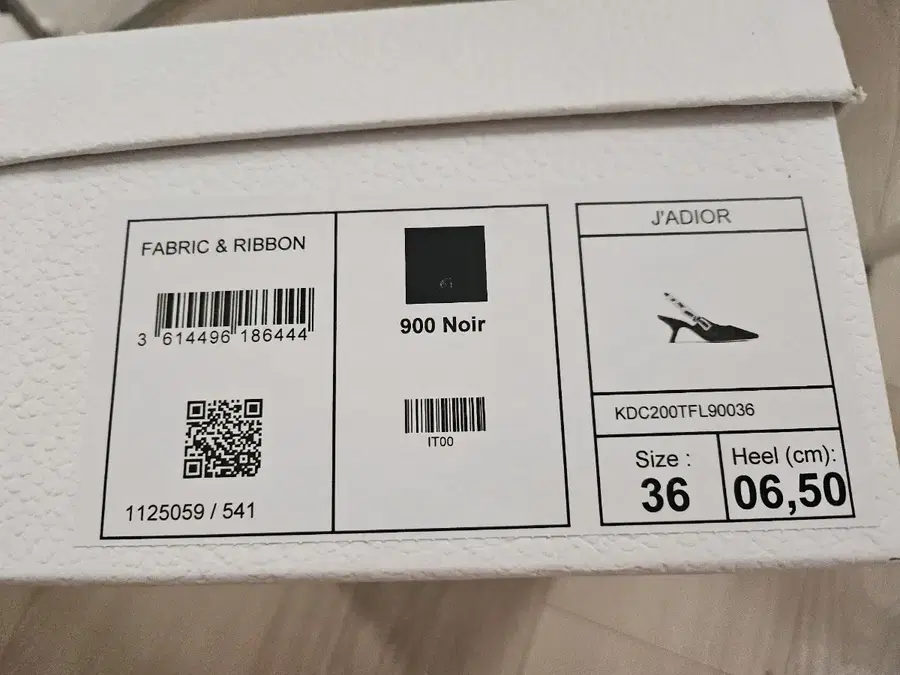 FABRIC & RIBBON
3 614496 186444
1125059 / 541
900 Noir
IT00
J'ADIOR
KDC200TFL90036
Size :
36
Heel (cm):
06,50